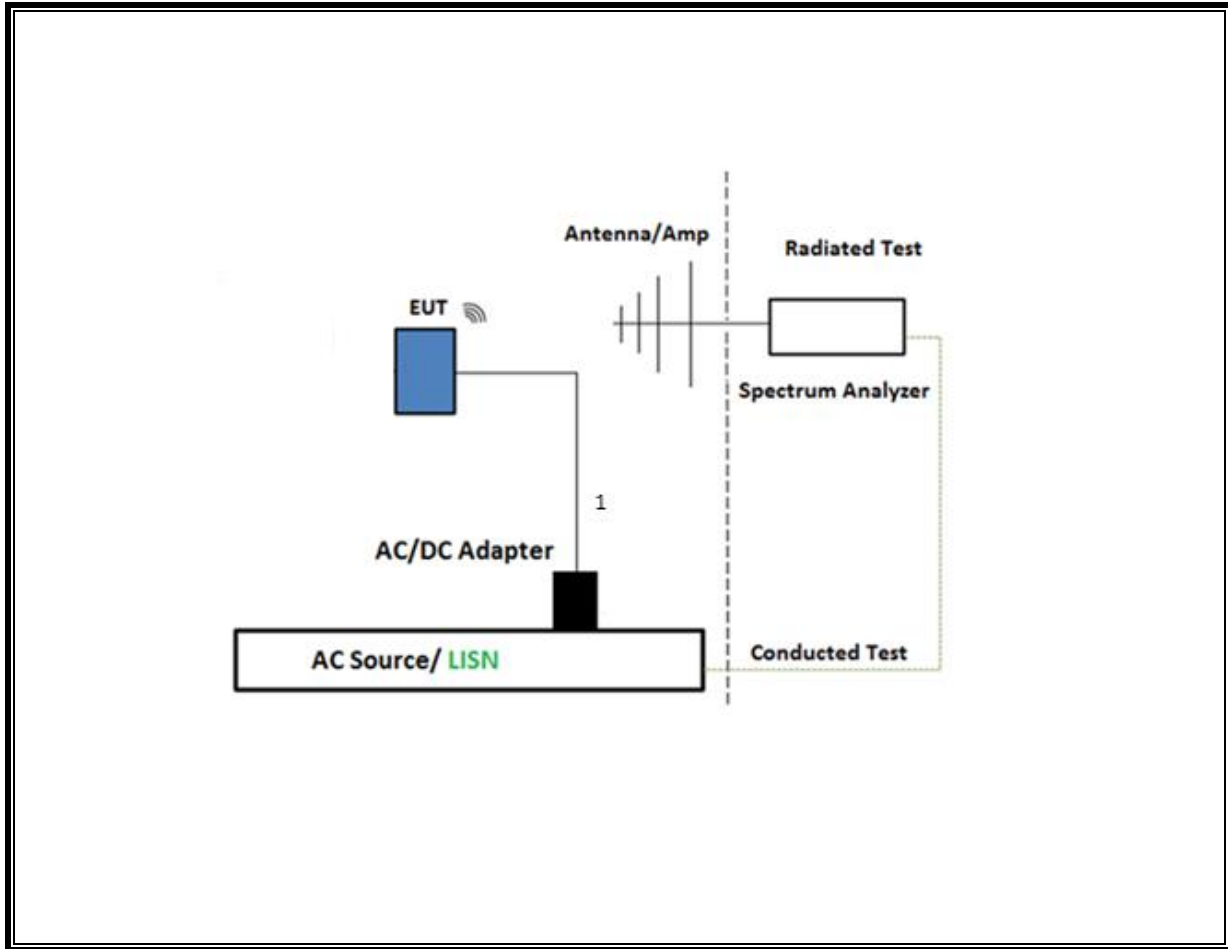 Antenna/Amp
Radiated Test
EUT
Spectrum Analyzer
1
AC/DC Adapter
AC Source/ LISN
Conducted Test